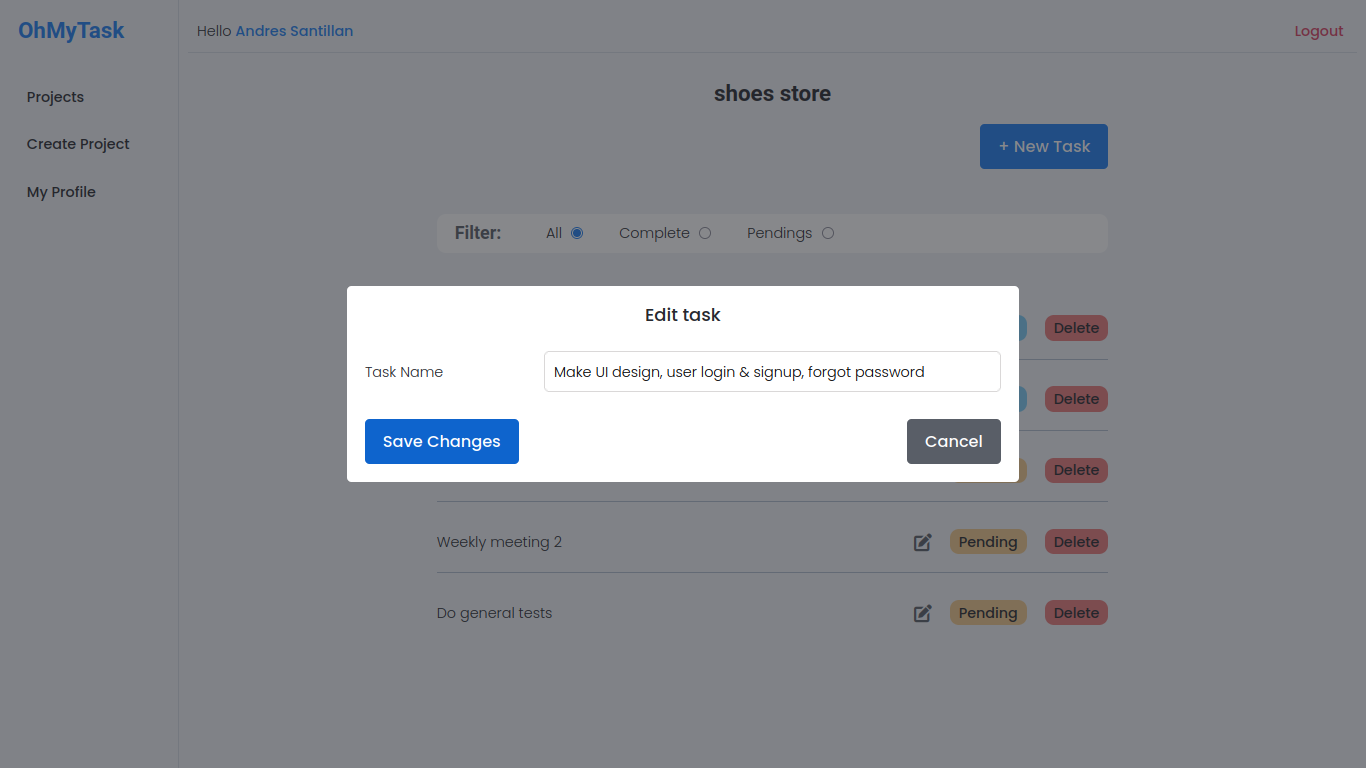 OhMyTask
Hello Andres Santillan
Logout
Projects
Create Project
My Profile
shoes store
+ New Task
Filter: All Complete Pendings
Edit task
Task Name
Make UI design, user login & signup, forgot password
Save Changes
Cancel
Delete
Delete
Delete
Weekly meeting 2
Pending
Delete
Do general tests
Pending
Delete